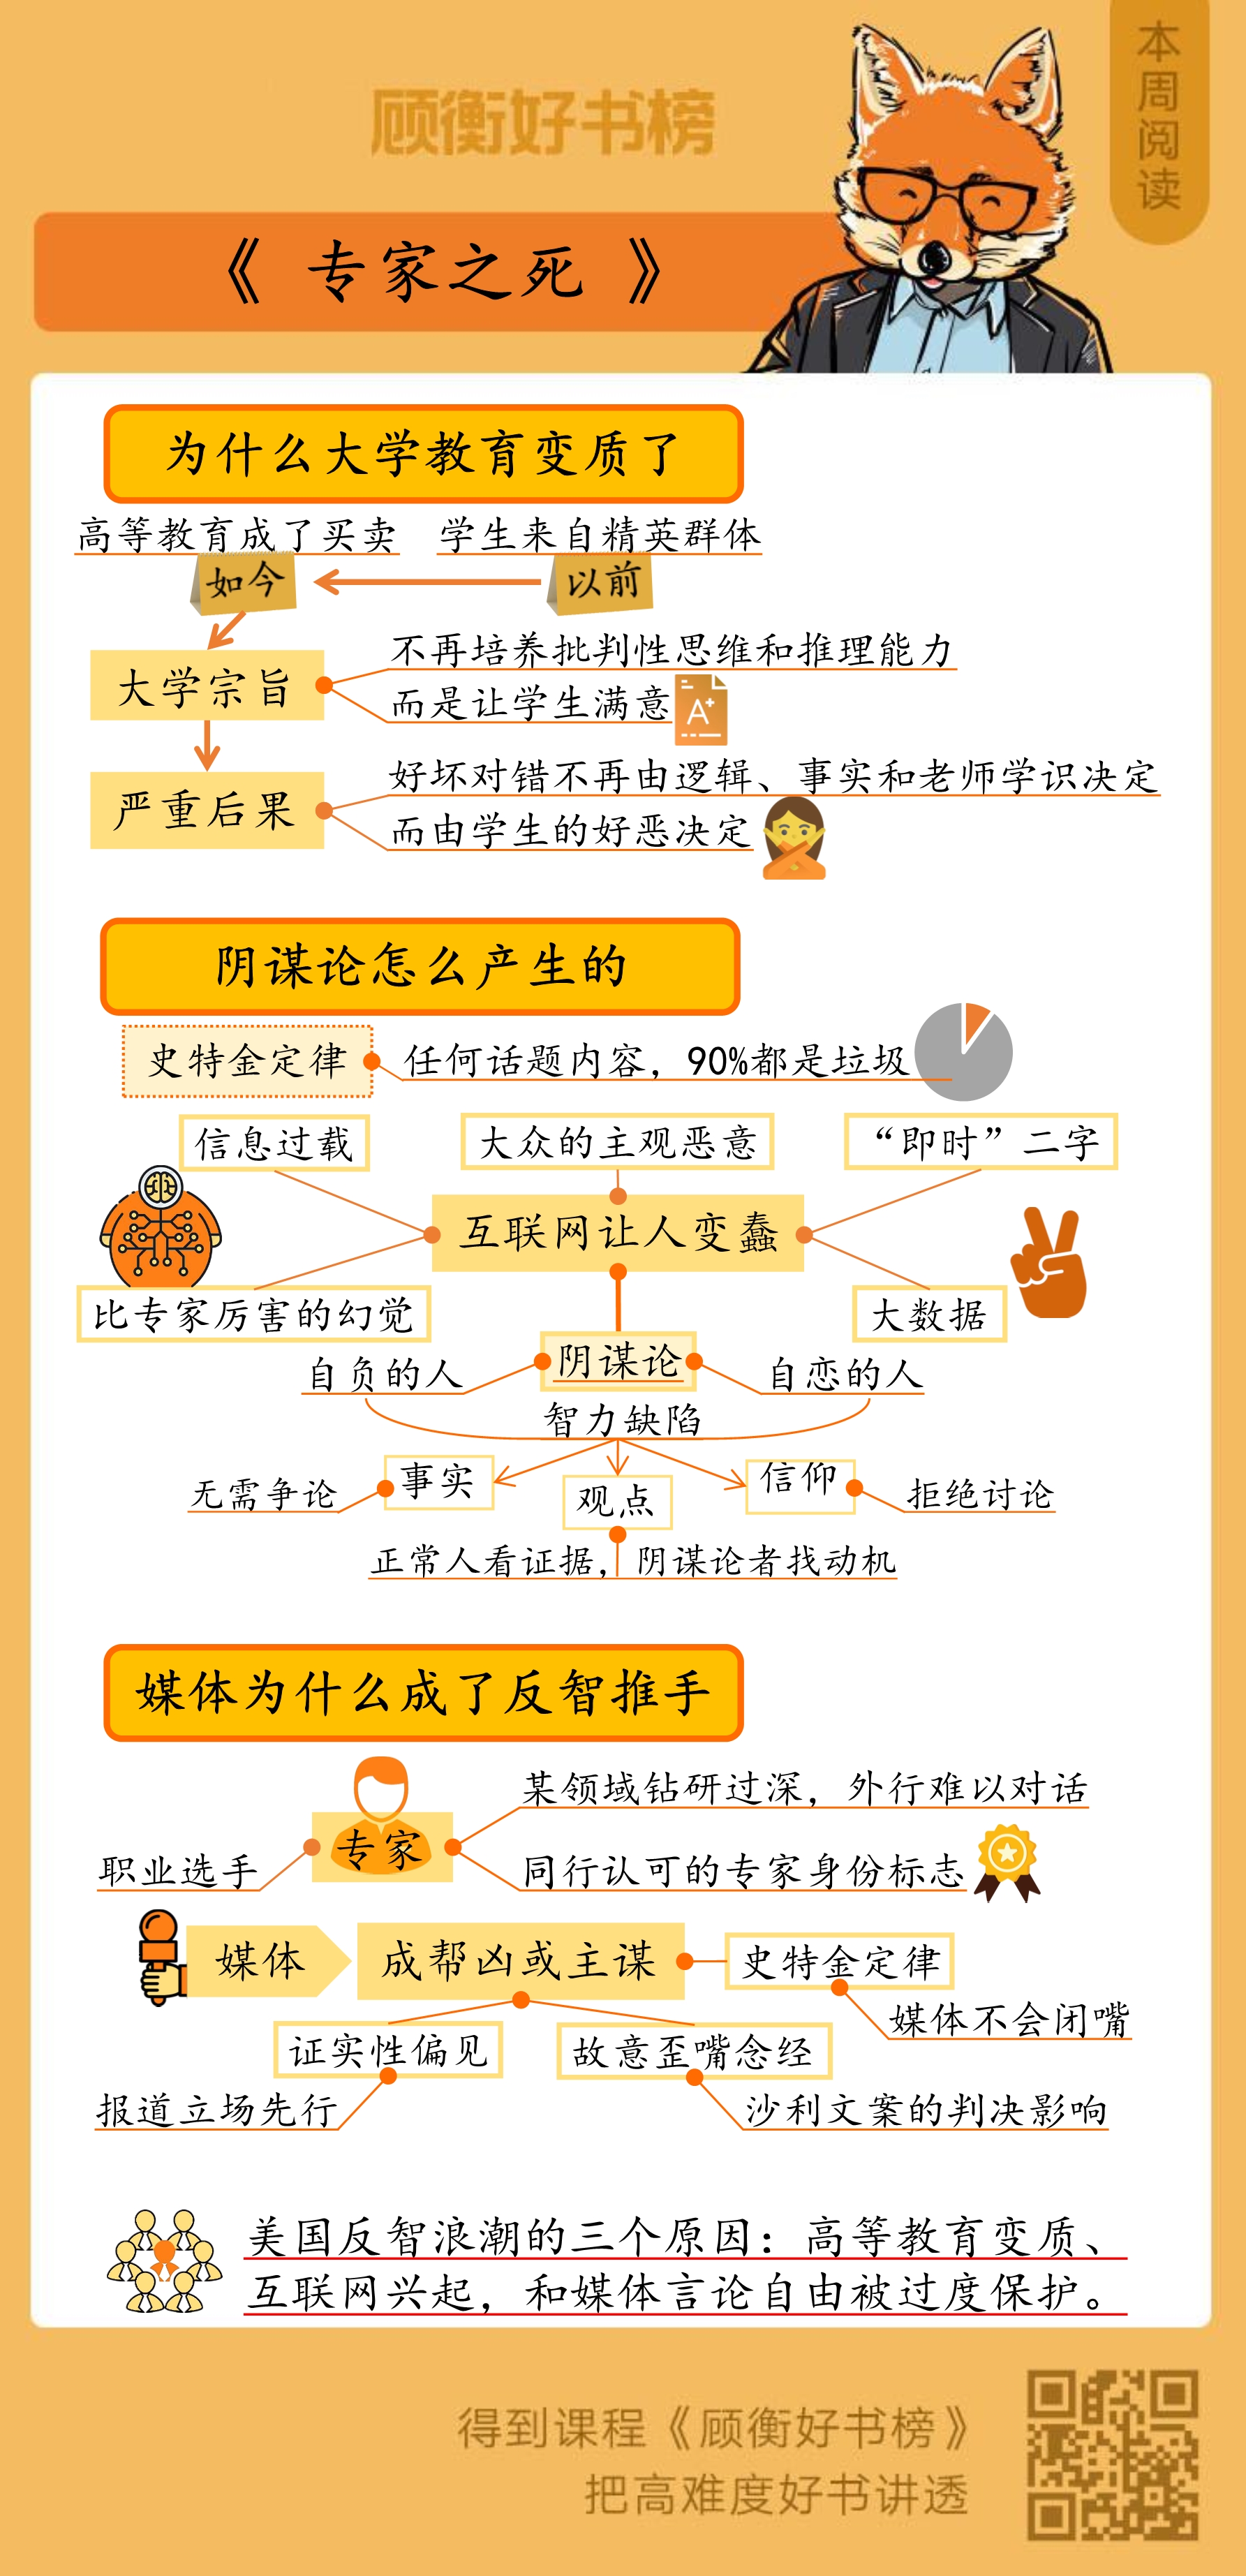 本周阅读
顾衡好书榜
《 专家之死 》
为什么大学教育变质了
高等教育成了买卖 学生来自精英群体
如今 以前
不再培养批判性思维和推理能力
大学宗旨
而是让学生满意
A+
好坏对错不再由逻辑、事实和老师学识决定
严重后果
而由学生的好恶决定
阴谋论怎么产生的
史特金定律 任何话题内容，90%都是垃圾
信息过载 大众的主观恶意 “即时”二字
互联网让人变蠢
比专家厉害的幻觉 大数据
自负的人 阴谋论 自恋的人
智力缺陷
无需争论 事实 观点 信仰 拒绝讨论
正常人看证据，阴谋论者找动机
媒体为什么成了反智推手
某领域钻研过深，外行难以对话
职业选手 专家 同行认可的专家身份标志
媒体 成帮凶或主谋 史特金定律
媒体不会闭嘴
证实性偏见 故意歪嘴念经
报道立场先行 沙利文案的判决影响
美国反智浪潮的三个原因：高等教育变质、
互联网兴起，和媒体言论自由被过度保护。
得到课程《顾衡好书榜》
把高难度好书讲透